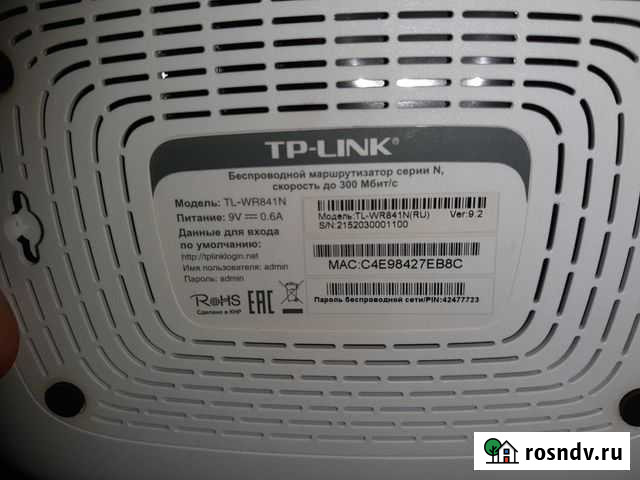 TP-LINK®
Беспроводной маршрутизатор серии N,
скорость до 300 Мбит/с
Модель: TL-WR841N
Питание: 9V⎓0.6A
Данные для входа
по умолчанию:
http://tplinklogin.net
Имя пользователя: admin
Пароль: admin
RoHS
Сделано в КНР
EAC
Модель:TL-WR841N(RU) Ver:9.2
S/N:2152030001100
MAC:C4E98427EB8C
Пароль беспроводной сети/PIN:42477723
rosndv.ru